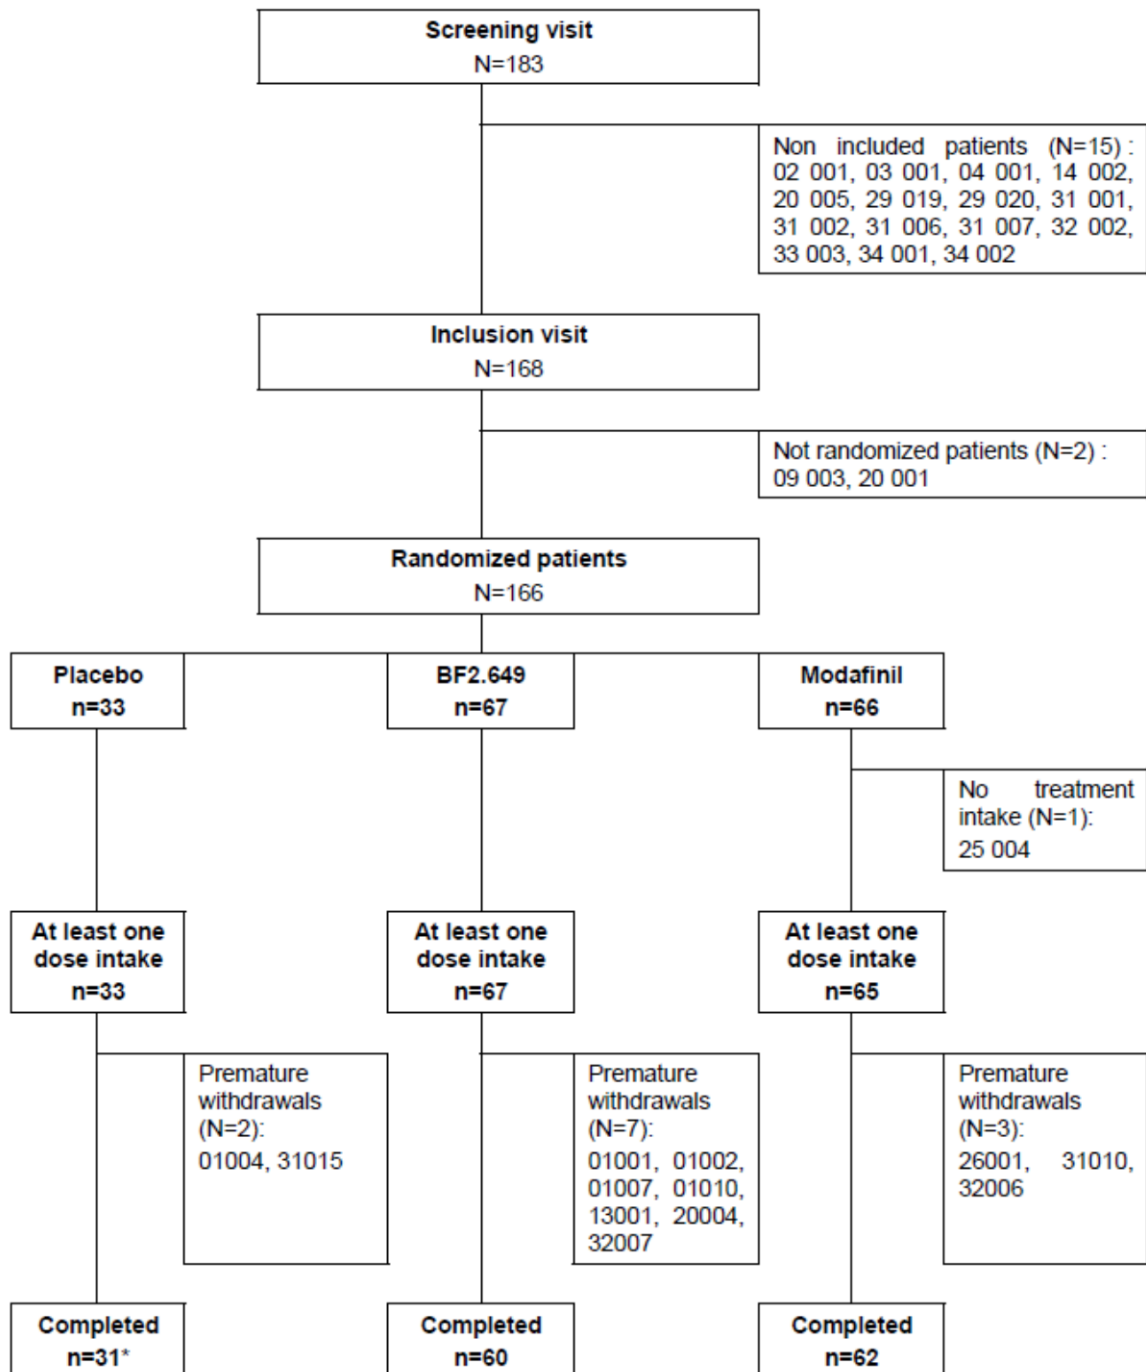 Screening visit
N=183
Non included patients (N=15) :
02 001, 03 001, 04 001, 14 002,
20 005, 29 019, 29 020, 31 001,
31 002, 31 006, 31 007, 32 002,
33 003, 34 001, 34 002
Inclusion visit
N=168
Not randomized patients (N=2) :
09 003, 20 001
Randomized patients
N=166
Placebo
n=33
BF2.649
n=67
Modafinil
n=66
No treatment
intake (N=1):
25 004
At least one
dose intake
n=33
At least one
dose intake
n=67
At least one
dose intake
n=65
Premature
withdrawals
(N=2):
01004, 31015
Premature
withdrawals
(N=7):
01001, 01002,
01007, 01010,
13001, 20004,
32007
Premature
withdrawals
(N=3):
26001, 31010,
32006
Completed
n=31*
Completed
n=60
Completed
n=62